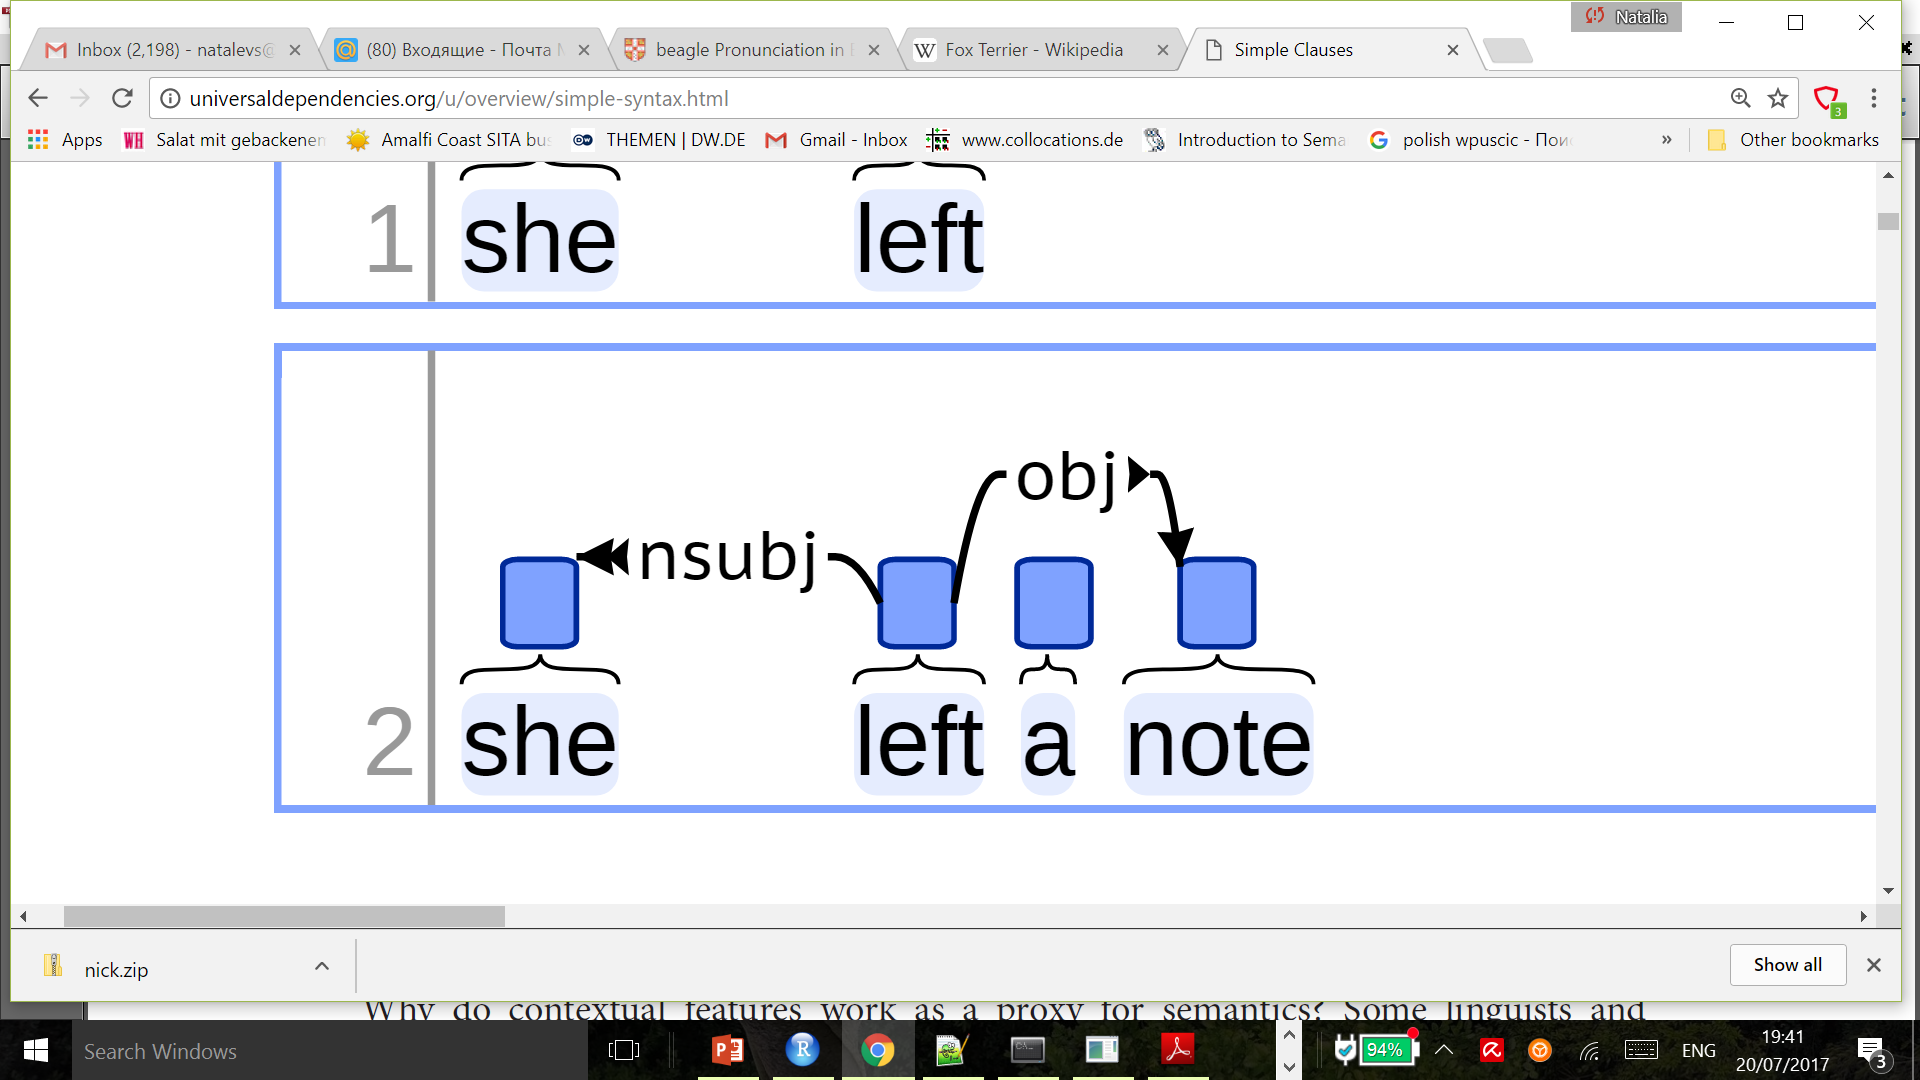 Natalia
Inbox (2,198) - natalevs@
(80) Входящие - Почта
beagle Pronunciation in
Fox Terrier - Wikipedia
Simple Clauses
universaldependencies.org/u/overview/simple-syntax.html
3
Apps
WH
Salat mit gebackenen
Amalfi Coast SITA bus
THEMEN | DW.DE
Gmail - Inbox
www.collocations.de
Introduction to Sema
polish wpuscic - Пои
»
Other bookmarks
1 she left
obj
nsubj
2 she left a note
nick.zip
Show all
Why do contextual features work as a proxy for semantics? Some linguists and
Search Windows
94%
ENG
19:41
20/07/2017
3